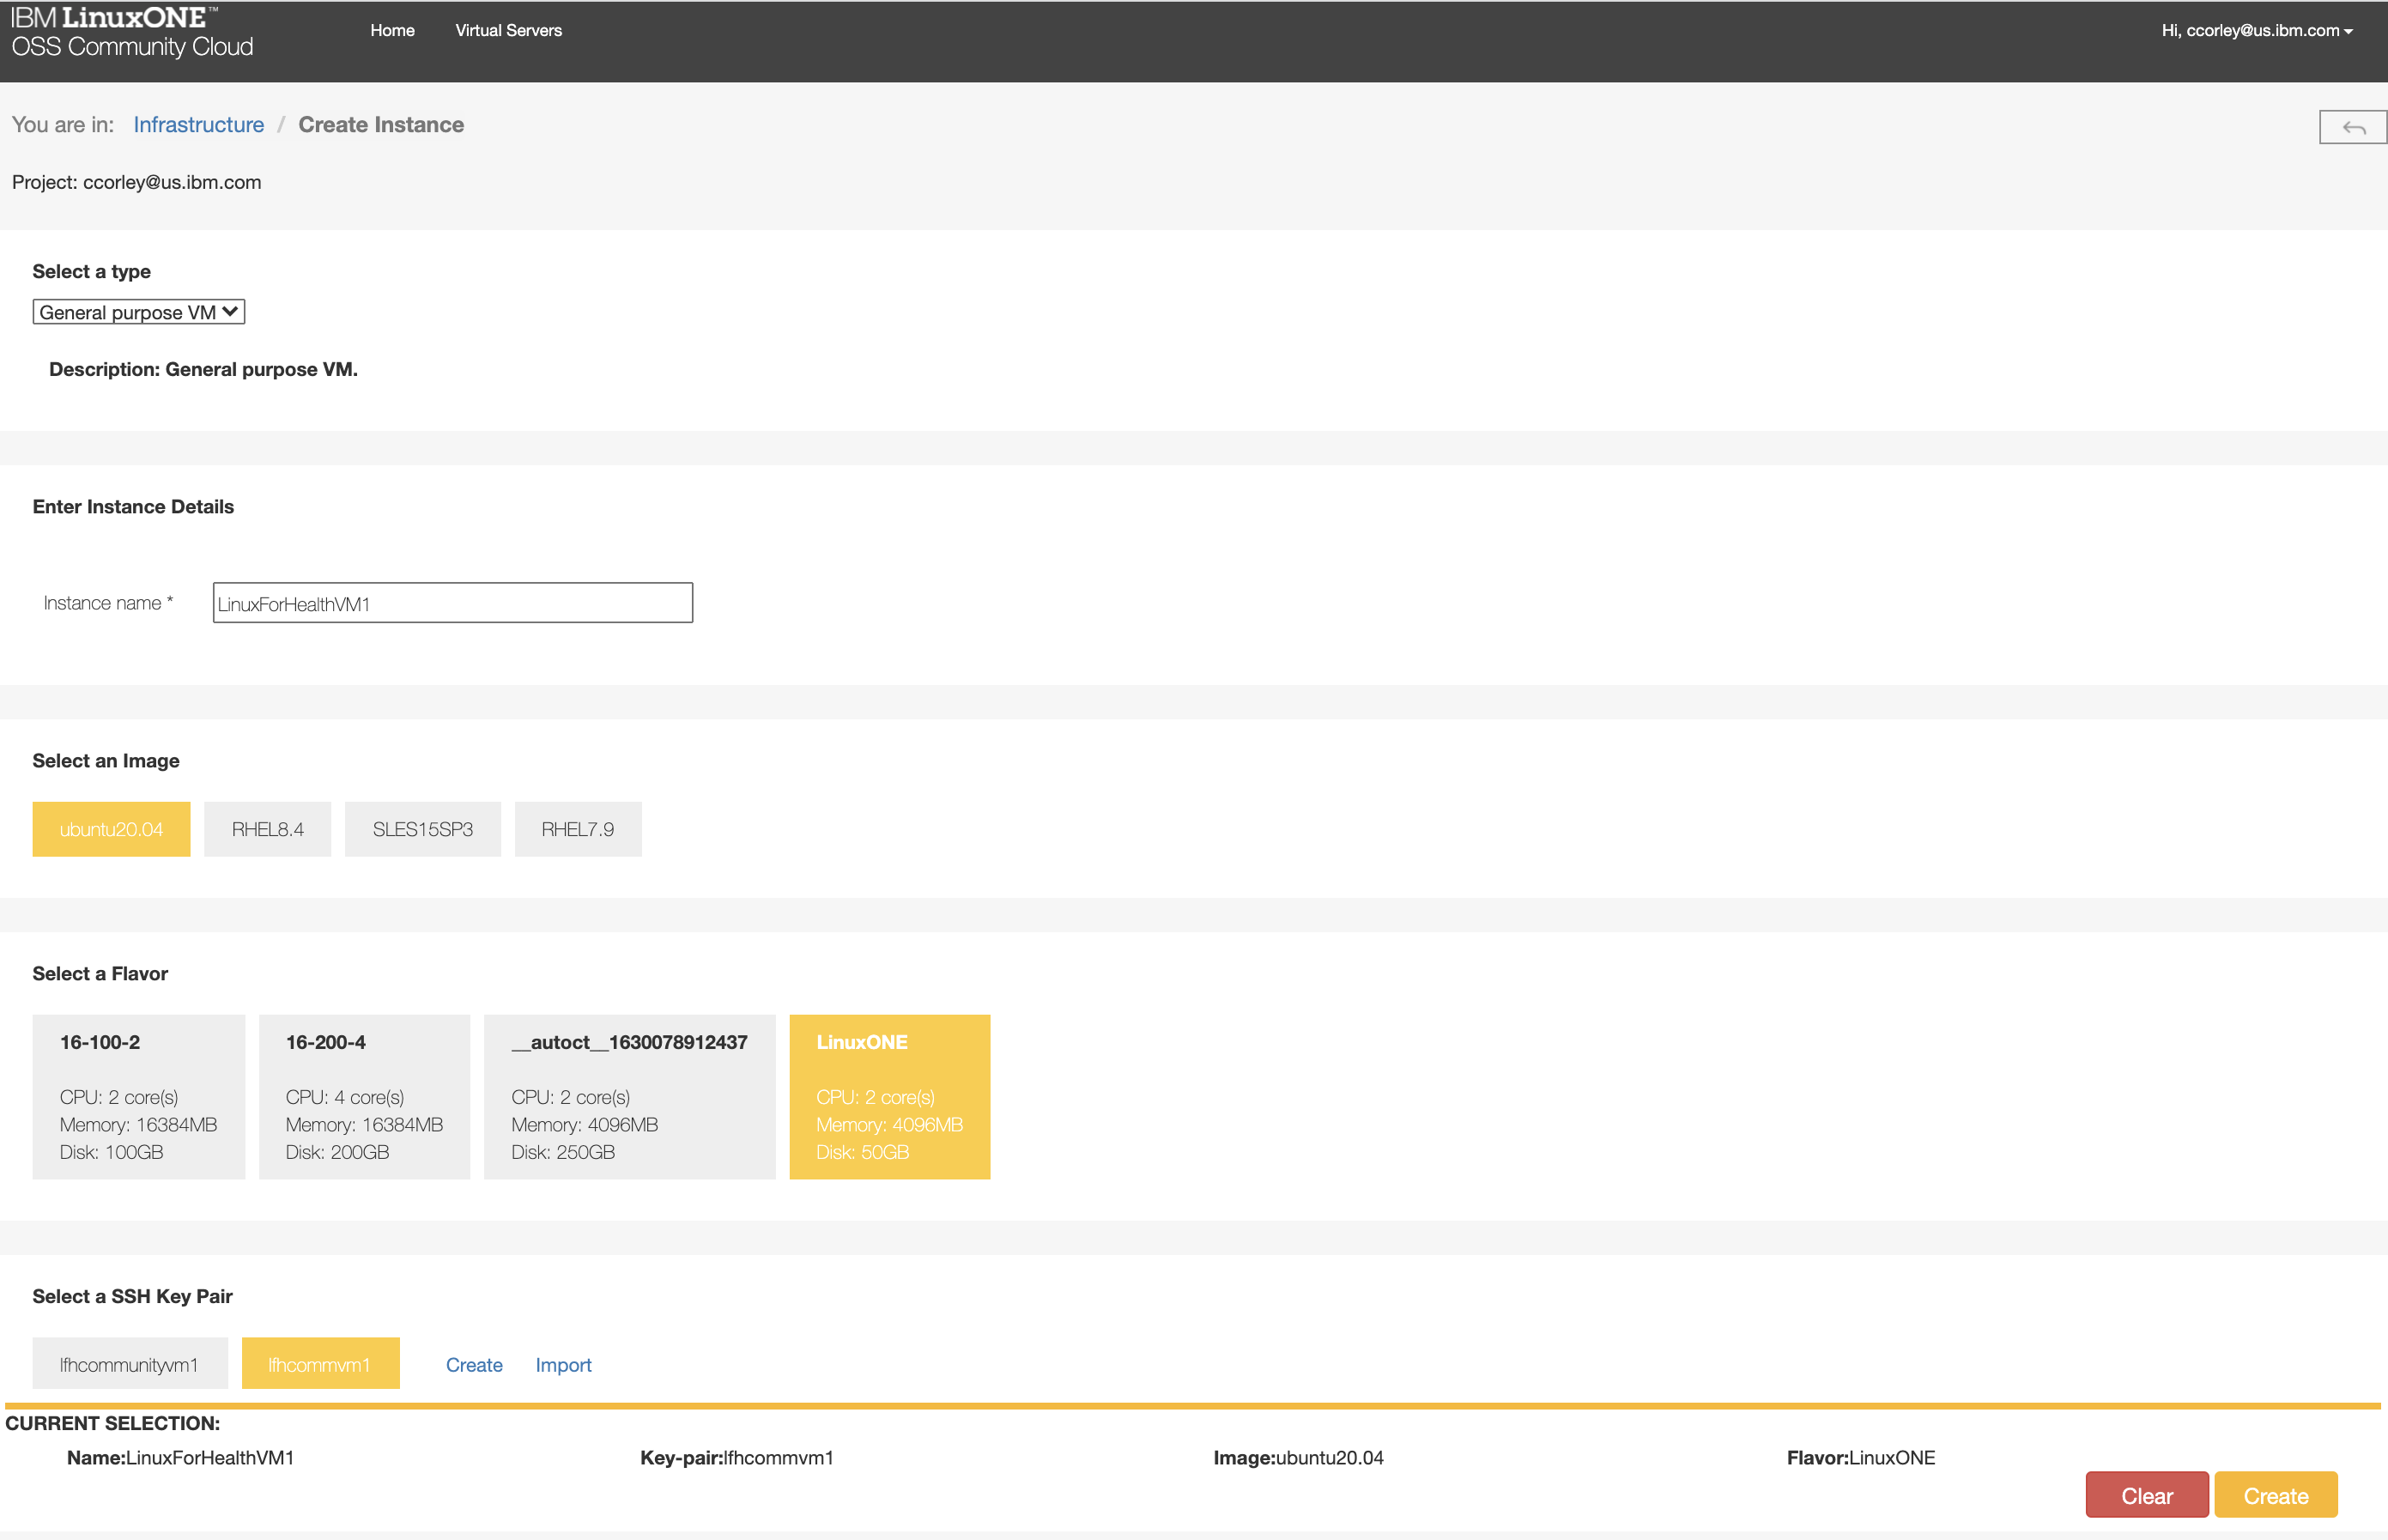 IBM LinuxONE™
OSS Community Cloud
Home Virtual Servers Hi, ccorley@us.ibm.com
You are in: Infrastructure / Create Instance
Project: ccorley@us.ibm.com
Select a type
General purpose VM
Description: General purpose VM.
Enter Instance Details
Instance name * LinuxForHealthVM1
Select an Image
ubuntu20.04 RHEL8.4 SLES15SP3 RHEL7.9
Select a Flavor
16-100-2
CPU: 2 core(s)
Memory: 16384MB
Disk: 100GB
16-200-4
CPU: 4 core(s)
Memory: 16384MB
Disk: 200GB
__autoct__1630078912437
CPU: 2 core(s)
Memory: 4096MB
Disk: 250GB
LinuxONE
CPU: 2 core(s)
Memory: 4096MB
Disk: 50GB
Select a SSH Key Pair
lfhcommunityvm1 lfhcommvm1 Create Import
CURRENT SELECTION:
Name:LinuxForHealthVM1 Key-pair:lfhcommvm1 Image:ubuntu20.04 Flavor:LinuxONE
Clear Create